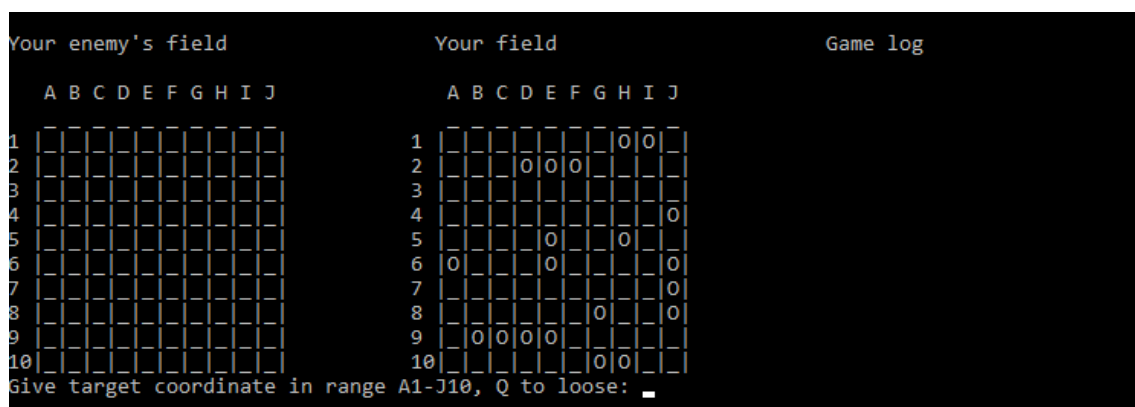 Your enemy's field Your field Game log
A B C D E F G H I J A B C D E F G H I J
_ _ _ _ _ _ _ _ _ _ _ _ _ _ _ _ _ _ _ _
1 |_|_|_|_|_|_|_|_|_|_| 1 |_|_|_|_|_|_|_|O|O|_|
2 |_|_|_|_|_|_|_|_|_|_| 2 |_|_|_|O|O|O|_|_|_|_|
3 |_|_|_|_|_|_|_|_|_|_| 3 |_|_|_|_|_|_|_|_|_|_|
4 |_|_|_|_|_|_|_|_|_|_| 4 |_|_|_|_|_|_|_|_|_|O|
5 |_|_|_|_|_|_|_|_|_|_| 5 |_|_|_|_|O|_|_|O|_|_|
6 |_|_|_|_|_|_|_|_|_|_| 6 |O|_|_|_|O|_|_|_|_|O|
7 |_|_|_|_|_|_|_|_|_|_| 7 |_|_|_|_|_|_|_|_|_|O|
8 |_|_|_|_|_|_|_|_|_|_| 8 |_|_|_|_|_|_|O|_|_|O|
9 |_|_|_|_|_|_|_|_|_|_| 9 |_|O|O|O|O|_|_|_|_|_|
10|_|_|_|_|_|_|_|_|_|_| 10|_|_|_|_|_|_|O|O|_|_|
Give target coordinate in range A1-J10, Q to loose: